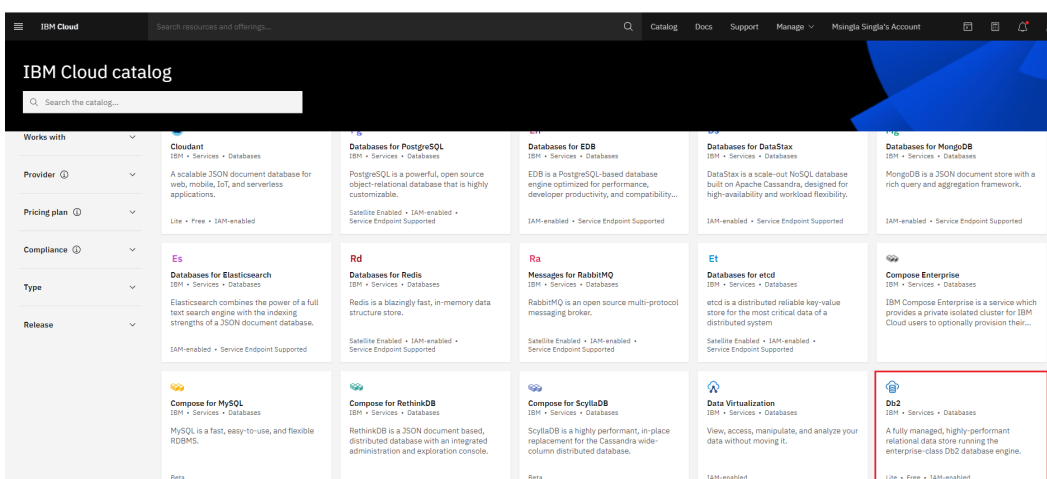 IBM Cloud
Search resources and offerings...
Catalog
Docs
Support
Manage
Msingla Singla's Account
IBM Cloud catalog
Search the catalog...
Works with
Provider
Pricing plan
Compliance
Type
Release
Cloudant
IBM • Services • Databases
A scalable JSON document database for
web, mobile, IoT, and serverless
applications.
Lite • Free • IAM-enabled
Databases for PostgreSQL
IBM • Services • Databases
PostgreSQL is a powerful, open source
object-relational database that is highly
customizable.
Satellite Enabled • IAM-enabled •
Service Endpoint Supported
Databases for EDB
IBM • Services • Databases
EDB is a PostgreSQL-based database
engine optimized for performance,
developer productivity, and compatibility...
IAM-enabled • Service Endpoint Supported
Databases for DataStax
IBM • Services • Databases
DataStax is a scale-out NoSQL database
built on Apache Cassandra, designed for
high-availability and workload flexibility.
IAM-enabled • Service Endpoint Supported
Databases for MongoDB
IBM • Services • Databases
MongoDB is a JSON document store with a
rich query and aggregation framework.
IAM-enabled • Service Endpoint Supported
Es
Databases for Elasticsearch
IBM • Services • Databases
Elasticsearch combines the power of a full
text search engine with the indexing
strengths of a JSON document database.
IAM-enabled • Service Endpoint Supported
Rd
Databases for Redis
IBM • Services • Databases
Redis is a blazingly fast, in-memory data
structure store.
Satellite Enabled • IAM-enabled •
Service Endpoint Supported
Ra
Messages for RabbitMQ
IBM • Services • Databases
RabbitMQ is an open source multi-protocol
messaging broker.
Satellite Enabled • IAM-enabled •
Service Endpoint Supported
Et
Databases for etcd
IBM • Services • Databases
etcd is a distributed reliable key-value
store for the most critical data of a
distributed system
Satellite Enabled • IAM-enabled •
Service Endpoint Supported
Compose Enterprise
IBM • Services • Databases
IBM Compose Enterprise is a service which
provides a private isolated cluster for IBM
Cloud users to optionally provision their...
Compose for MySQL
IBM • Services • Databases
MySQL is a fast, easy-to-use, and flexible
RDBMS.
Beta
Compose for RethinkDB
IBM • Services • Databases
RethinkDB is a JSON document based,
distributed database with an integrated
administration and exploration console.
Compose for ScyllaDB
IBM • Services • Databases
ScyllaDB is a highly performant, in-place
replacement for the Cassandra wide-
column distributed database.
Beta
Data Virtualization
IBM • Services • Databases
View, access, manipulate, and analyze your
data without moving it.
IAM-enabled
Db2
IBM • Services • Databases
A fully managed, highly-performant
relational data store running the
enterprise-class Db2 database engine.
Lite • Free • IAM-enabled